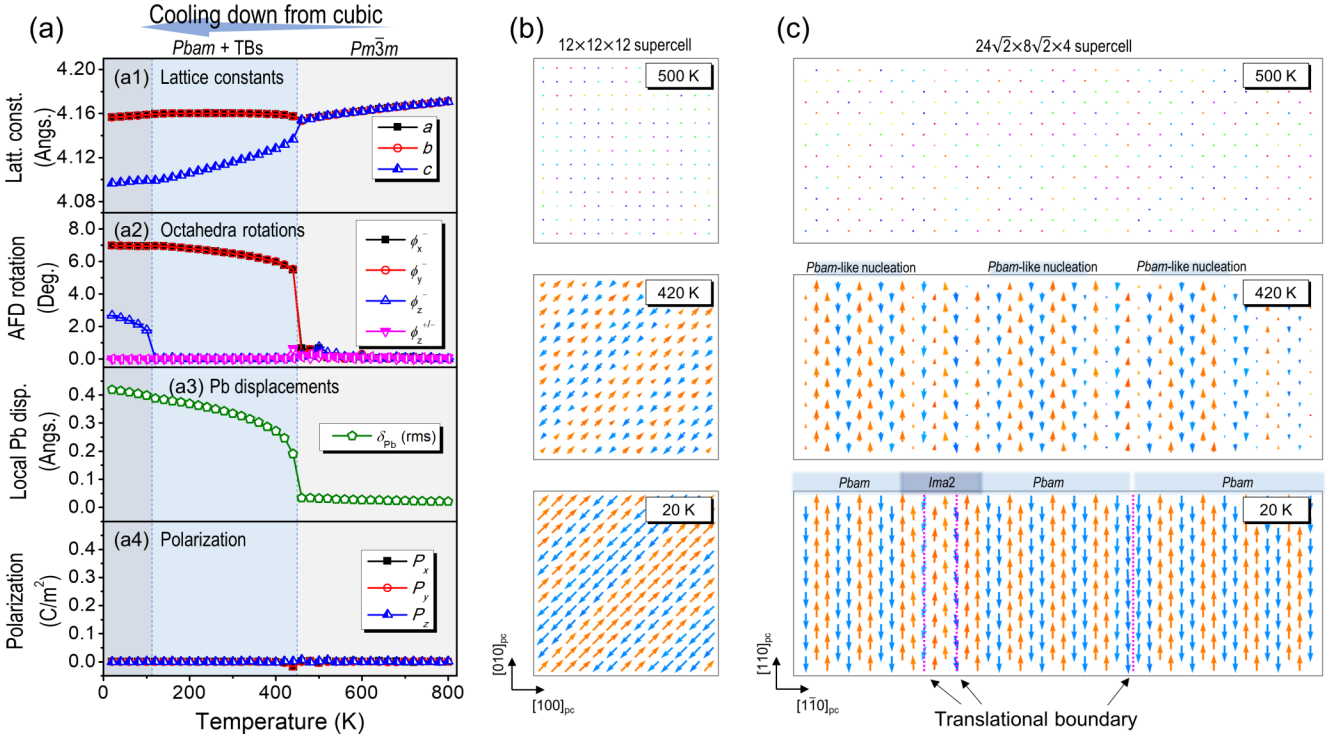 (a)
Cooling down from cubic
Pbam + TBs
Pm3̄m
(a1) Lattice constants
4.20
4.16
4.12
4.08
Latt. const.
(Angs.)
a
b
c
(a2) Octahedra rotations
8.0
6.0
4.0
2.0
0.0
AFD rotation
(Deg.)
ϕx−
ϕy−
ϕz−
ϕz+/−
(a3) Pb displacements
0.4
0.3
0.2
0.1
0.0
Local Pb disp.
(Angs.)
δPb (rms)
(a4) Polarization
0.4
0.3
0.2
0.1
0.0
Polarization
(C/m²)
Px
Py
Pz
0
200
400
600
800
Temperature (K)
(b)
12×12×12 supercell
500 K
420 K
20 K
[010]pc
[100]pc
(c)
24√2×8√2×4 supercell
500 K
Pbam-like nucleation
Pbam-like nucleation
Pbam-like nucleation
420 K
Pbam
Ima2
Pbam
Pbam
20 K
[110]pc
[11̄0]pc
Translational boundary